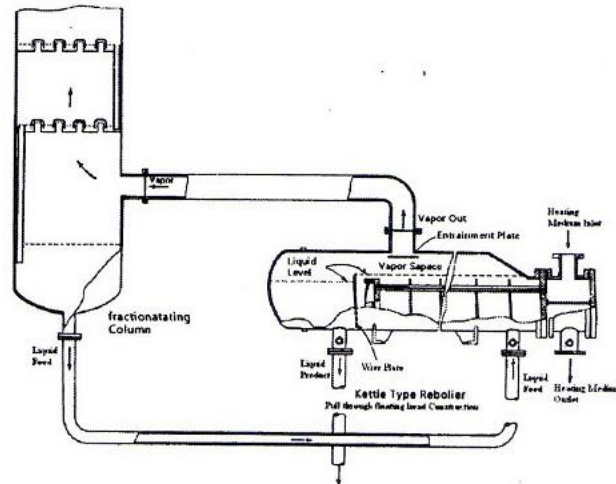 Vapor
Vapor Out
Entrainment Plate
Heating
Medium Inlet
Liquid
Level
Vapor Sapace
fractionatating
Column
Liquid
Feed
Liquid
Product
Wier Plate
Liquid
Feed
Heating Medium
Outlet
Kettle Type Rebolier
Pull through floating head Construction